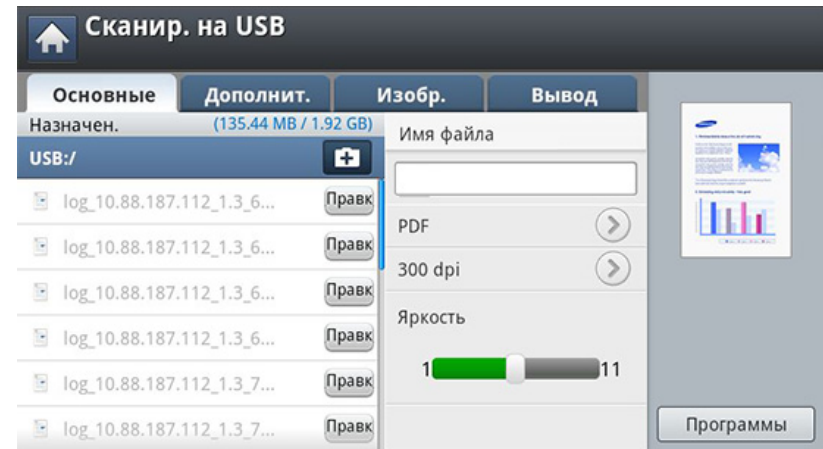 Сканир. на USB
Основные Дополнит. Изобр. Вывод
Назначен. (135.44 MB / 1.92 GB)
USB:/
log_10.88.187.112_1.3_6... Правк
log_10.88.187.112_1.3_6... Правк
log_10.88.187.112_1.3_6... Правк
log_10.88.187.112_1.3_6... Правк
log_10.88.187.112_1.3_7... Правк
log_10.88.187.112_1.3_7... Правк
Имя файла
PDF
300 dpi
Яркость
1 11
Программы